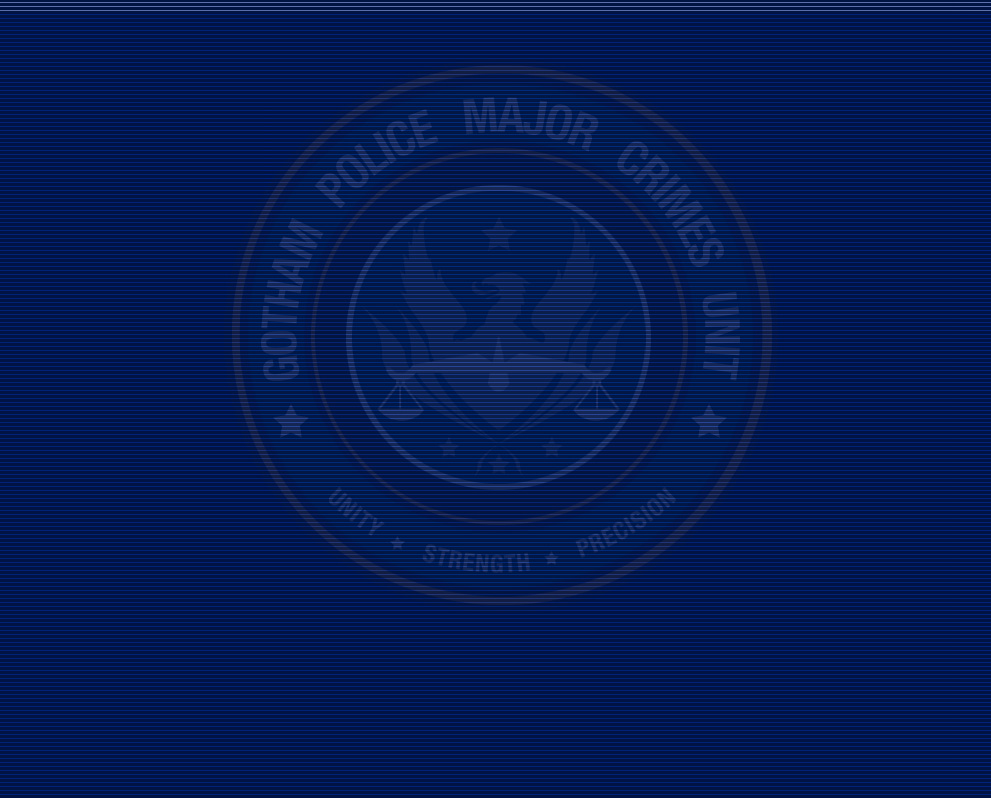 GOTHAM POLICE MAJOR CRIMES UNIT
UNITY ★ STRENGTH ★ PRECISION